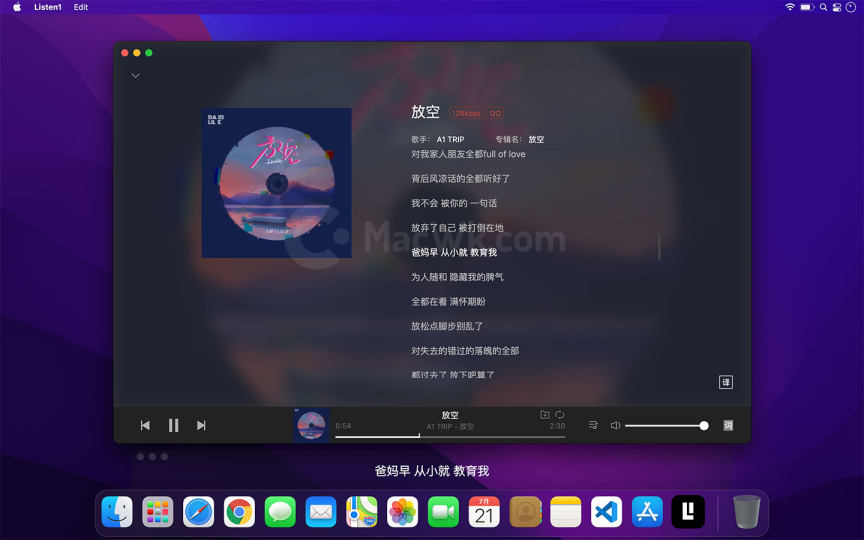 Listen1 Edit
DA ZI
LIL E
放空
放空 128kbps QQ
歌手： A1 TRIP 专辑名： 放空
对我家人朋友全都full of love
背后风凉话的全都听好了
我不会 被你的 一句话
放弃了自己 被打倒在地
MacWk.com
爸妈早 从小就 教育我
为人随和 隐藏我的脾气
全都在看 满怀期盼
放松点脚步别乱了
对失去的错过的落魄的全部
都过去了 放下吧算了
译
0:54
放空
A1 TRIP - 放空
2:30
词
爸妈早 从小就 教育我
7月
21